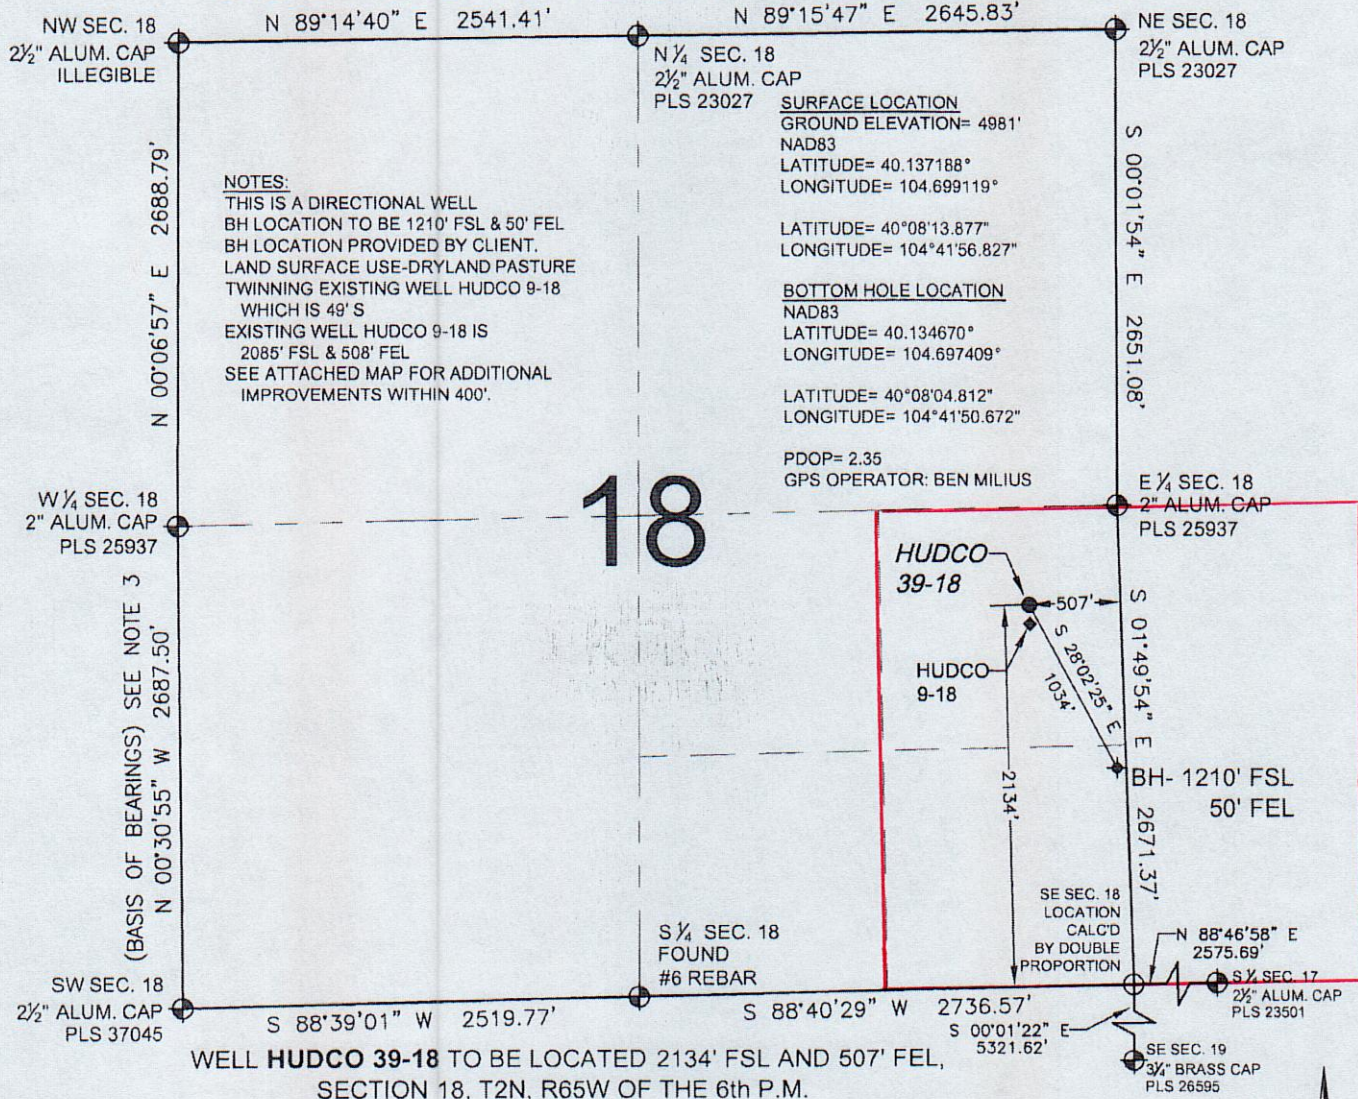 N 89°14'40" E 2541.41'
N 89°15'47" E 2645.83'
NW SEC. 18
2½" ALUM. CAP
ILLEGIBLE
N ¼ SEC. 18
2½" ALUM. CAP
PLS 23027
NE SEC. 18
2½" ALUM. CAP
PLS 23027
SURFACE LOCATION
GROUND ELEVATION= 4981'
NAD83
LATITUDE= 40.137188°
LONGITUDE= 104.699119°
LATITUDE= 40°08'13.877"
LONGITUDE= 104°41'56.827"
BOTTOM HOLE LOCATION
NAD83
LATITUDE= 40.134670°
LONGITUDE= 104.697409°
LATITUDE= 40°08'04.812"
LONGITUDE= 104°41'50.672"
PDOP= 2.35
GPS OPERATOR: BEN MILIUS
NOTES:
THIS IS A DIRECTIONAL WELL
BH LOCATION TO BE 1210' FSL & 50' FEL
BH LOCATION PROVIDED BY CLIENT.
LAND SURFACE USE-DRYLAND PASTURE
TWINNING EXISTING WELL HUDCO 9-18
WHICH IS 49' S
EXISTING WELL HUDCO 9-18 IS
2085' FSL & 508' FEL
SEE ATTACHED MAP FOR ADDITIONAL
IMPROVEMENTS WITHIN 400'.
N 00°06'57" E 2688.79'
S 00°01'54" E 2651.08'
W ¼ SEC. 18
2" ALUM. CAP
PLS 25937
18
E ¼ SEC. 18
2" ALUM. CAP
PLS 25937
HUDCO
39-18
507'
HUDCO
9-18
S 28°02'25" E
1034'
S 01°49'54" E 2671.37'
2134'
BH- 1210' FSL
50' FEL
(BASIS OF BEARINGS) SEE NOTE 3
N 00°30'55" W 2687.50'
SE SEC. 18
LOCATION
CALC'D
BY DOUBLE
PROPORTION
N 88°46'58" E
2575.69'
S ¼ SEC. 18
FOUND
#6 REBAR
SW SEC. 18
2½" ALUM. CAP
PLS 37045
S ¼ SEC. 17
2½" ALUM. CAP
PLS 23501
S 88°39'01" W 2519.77'
S 88°40'29" W 2736.57'
S 00°01'22" E
5321.62'
SE SEC. 19
3¼" BRASS CAP
PLS 26595
WELL HUDCO 39-18 TO BE LOCATED 2134' FSL AND 507' FEL,
SECTION 18, T2N, R65W OF THE 6th P.M.